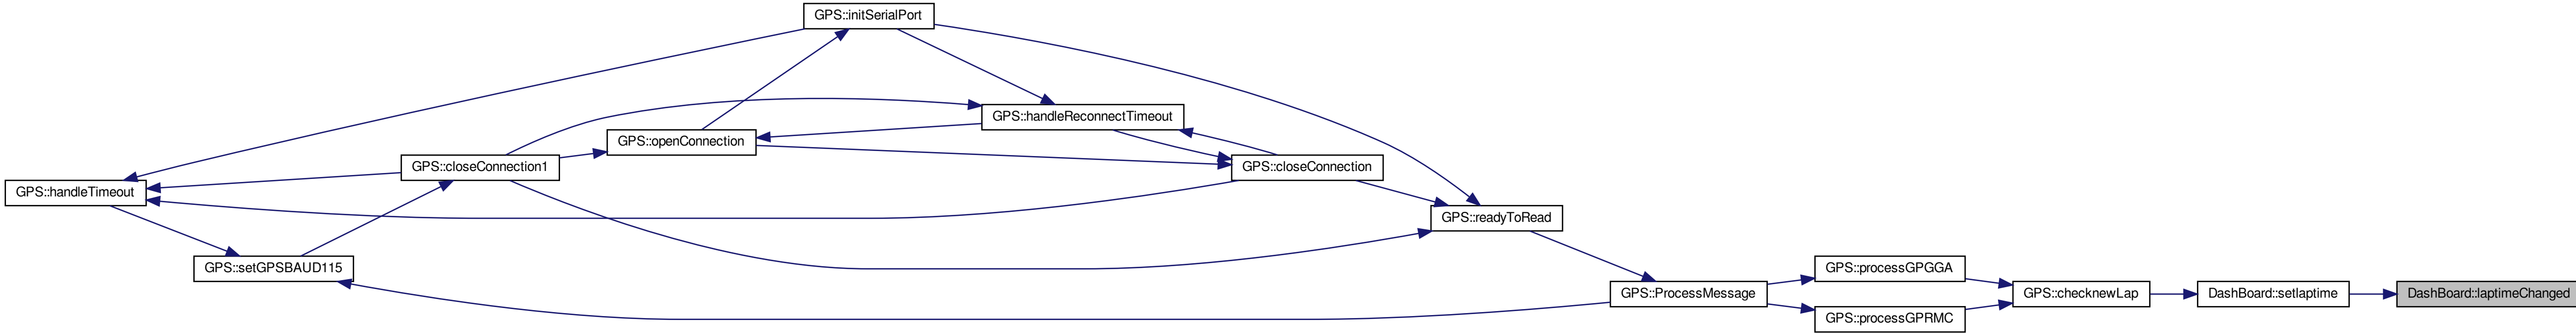 GPS::initSerialPort
GPS::handleReconnectTimeout
GPS::openConnection
GPS::closeConnection1
GPS::closeConnection
GPS::handleTimeout
GPS::readyToRead
GPS::setGPSBAUD115
GPS::processGPGGA
GPS::ProcessMessage
GPS::checknewLap
DashBoard::setlaptime
DashBoard::laptimeChanged
GPS::processGPRMC